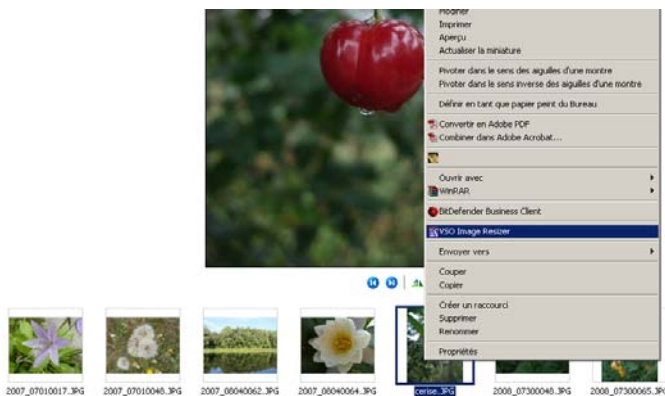 Modifier
Imprimer
Aperçu
Actualiser la miniature
Pivoter dans le sens des aiguilles d'une montre
Pivoter dans le sens inverse des aiguilles d'une montre
Définir en tant que papier peint du Bureau
Convertir en Adobe PDF
Combiner dans Adobe Acrobat...
Ouvrir avec
WinRAR
BitDefender Business Client
VSO Image Resizer
Envoyer vers
Couper
Copier
Créer un raccourci
Supprimer
Renommer
Propriétés
2007_07010017.JPG 2007_07010048.JPG 2007_08040062.JPG 2007_08040064.JPG cerise.JPG 2008_07300048.JPG 2008_07300065.JPG